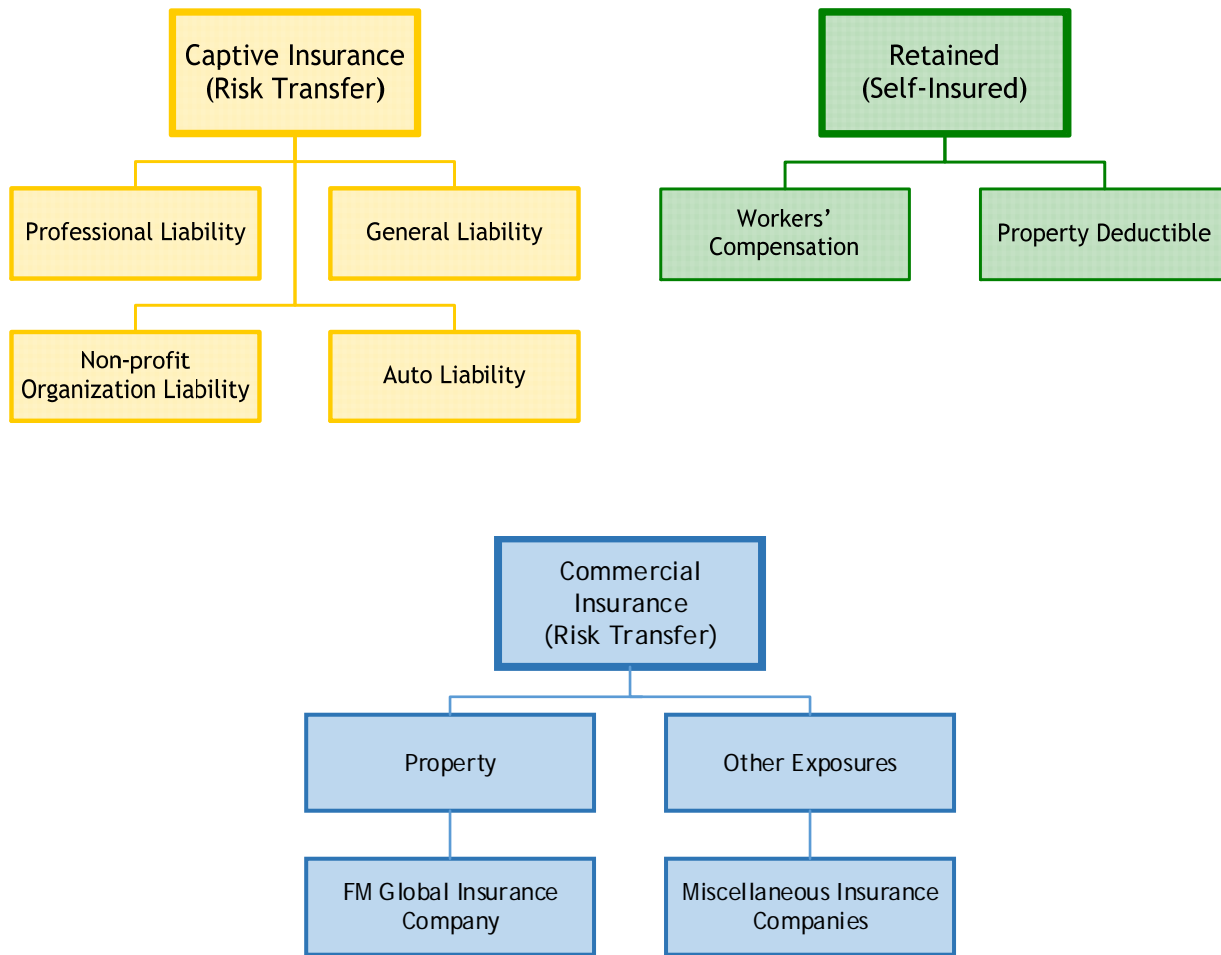 Captive Insurance
(Risk Transfer)
Professional Liability
General Liability
Non-profit
Organization Liability
Auto Liability
Retained
(Self-Insured)
Workers’
Compensation
Property Deductible
Commercial
Insurance
(Risk Transfer)
Property
Other Exposures
FM Global Insurance
Company
Miscellaneous Insurance
Companies